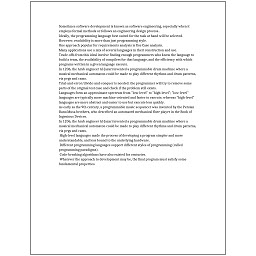 Sometimes software development is known as software engineering, especially when it
employs formal methods or follows an engineering design process.
Ideally, the programming language best suited for the task at hand will be selected.
However, readability is more than just programming style.
One approach popular for requirements analysis is Use Case analysis.
Many applications use a mix of several languages in their construction and use.
Trade-offs from this ideal involve finding enough programmers who know the language to
build a team, the availability of compilers for that language, and the efficiency with which
programs written in a given language execute.
In 1206, the Arab engineer Al-Jazari invented a programmable drum machine where a
musical mechanical automaton could be made to play different rhythms and drum patterns,
via pegs and cams.
Trial-and-error/divide-and-conquer is needed: the programmer will try to remove some
parts of the original test case and check if the problem still exists.
Languages form an approximate spectrum from "low-level" to "high-level"; "low-level"
languages are typically more machine-oriented and faster to execute, whereas "high-level"
languages are more abstract and easier to use but execute less quickly.
As early as the 9th century, a programmable music sequencer was invented by the Persian
Banu Musa brothers, who described an automated mechanical flute player in the Book of
Ingenious Devices.
In 1206, the Arab engineer Al-Jazari invented a programmable drum machine where a
musical mechanical automaton could be made to play different rhythms and drum patterns,
via pegs and cams.
High-level languages made the process of developing a program simpler and more
understandable, and less bound to the underlying hardware.
Different programming languages support different styles of programming (called
programming paradigms).
Code-breaking algorithms have also existed for centuries.
Whatever the approach to development may be, the final program must satisfy some
fundamental properties.